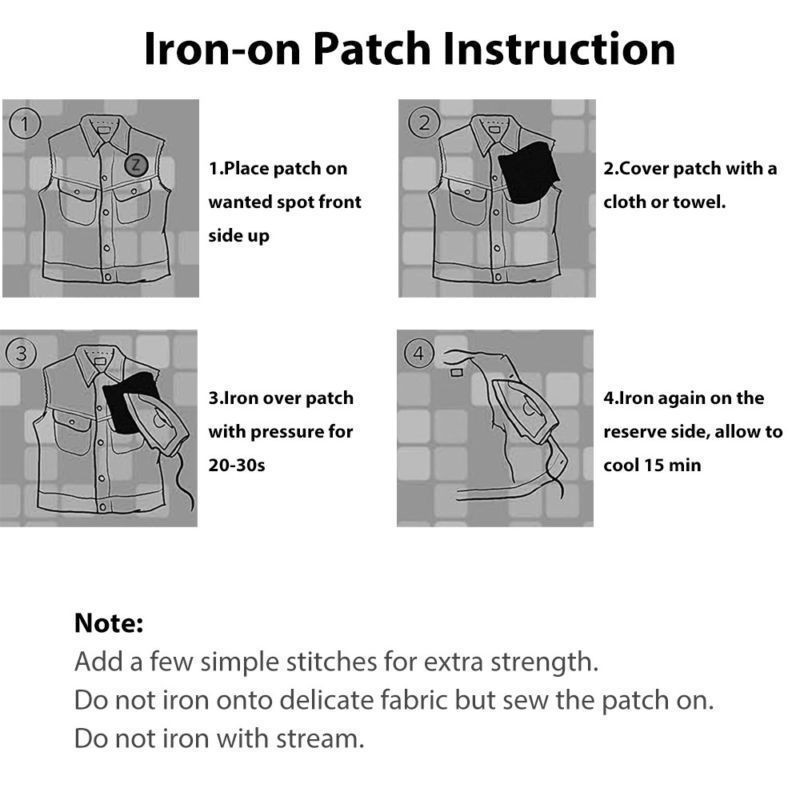 Iron-on Patch Instruction
1
Z
1.Place patch on
wanted spot front
side up
2
2.Cover patch with a
cloth or towel.
3
3.Iron over patch
with pressure for
20-30s
4
4.Iron again on the
reserve side, allow to
cool 15 min
Note:
Add a few simple stitches for extra strength.
Do not iron onto delicate fabric but sew the patch on.
Do not iron with stream.